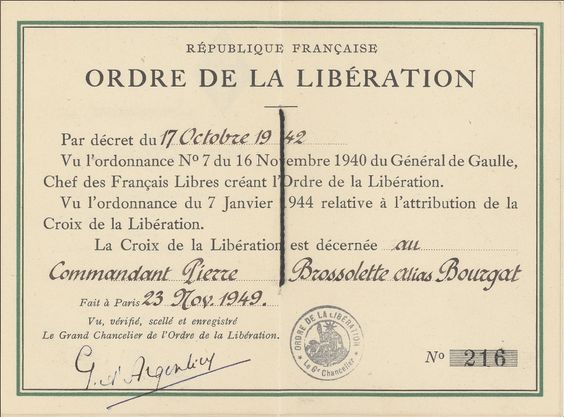 RÉPUBLIQUE FRANÇAISE
ORDRE DE LA LIBÉRATION
Par décret du 17 Octobre 1942
Vu l'ordonnance No 7 du 16 Novembre 1940 du Général de Gaulle,
Chef des Français Libres créant l'Ordre de la Libération.
Vu l'ordonnance du 7 Janvier 1944 relative à l'attribution de la
Croix de la Libération.
La Croix de la Libération est décernée au
Commandant Pierre Brossolette alias Bourgat
Fait à Paris 23 Nov. 1949.
Vu, vérifié, scellé et enregistré
Le Grand Chancelier de l'Ordre de la Libération.
G. d'Argenlieu
ORDRE DE LA LIBÉRATION
Le Gd Chancelier
No 216